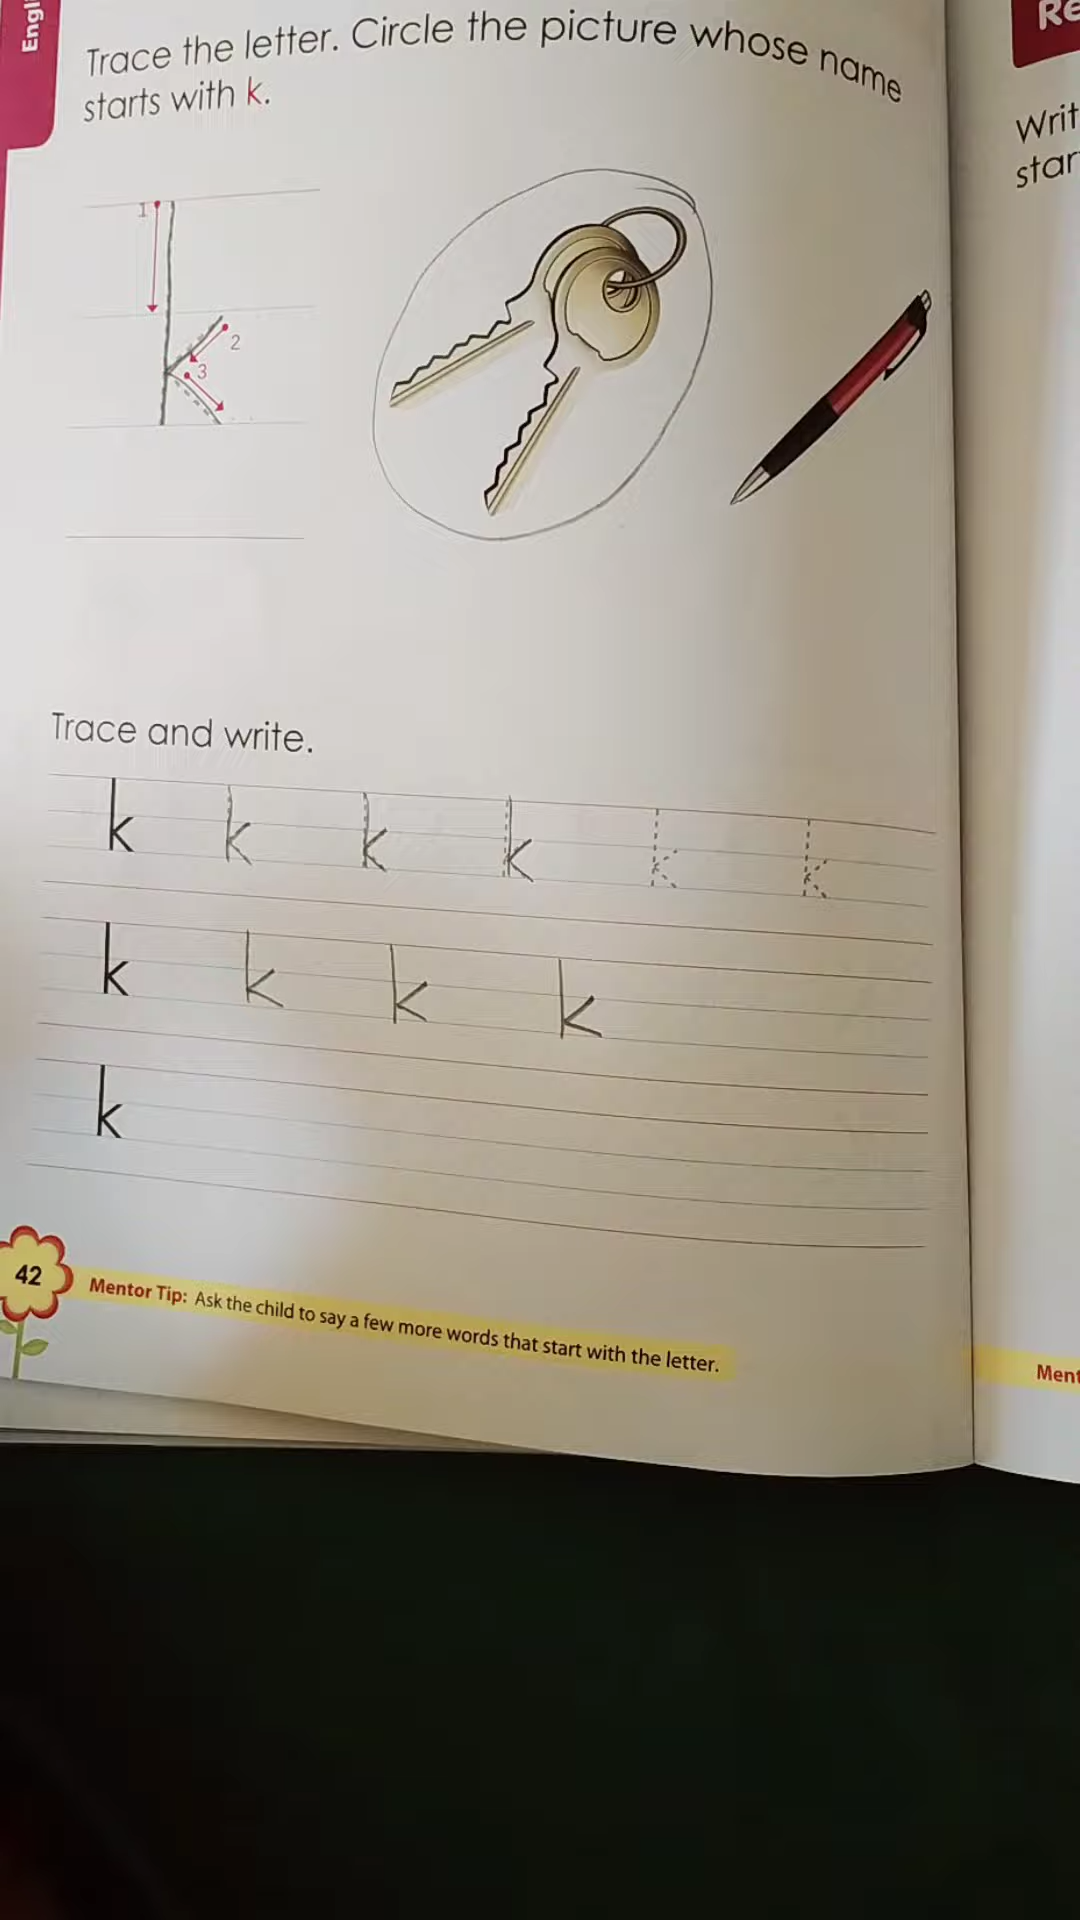 Engl
Trace the letter. Circle the picture whose name
starts with k.
1
2
3
Trace and write.
k k k k k k
k k k k
k
42
Mentor Tip: Ask the child to say a few more words that start with the letter.
Re
Writ
star
Ment